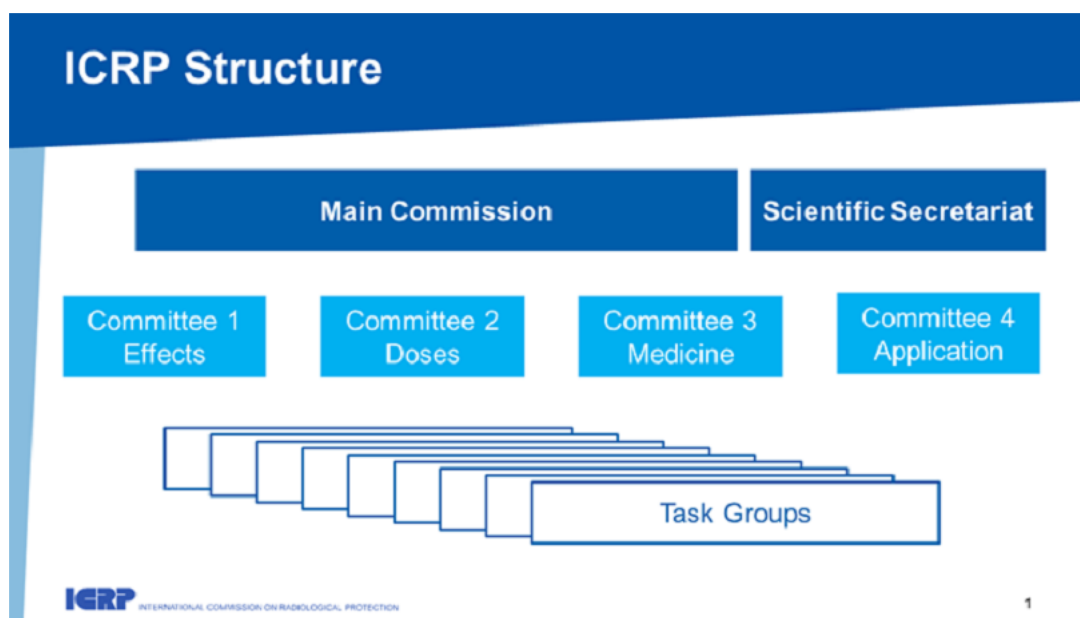 ICRP Structure
Main Commission
Scientific Secretariat
Committee 1
Effects
Committee 2
Doses
Committee 3
Medicine
Committee 4
Application
Task Groups
ICRP INTERNATIONAL COMMISSION ON RADIOLOGICAL PROTECTION
1